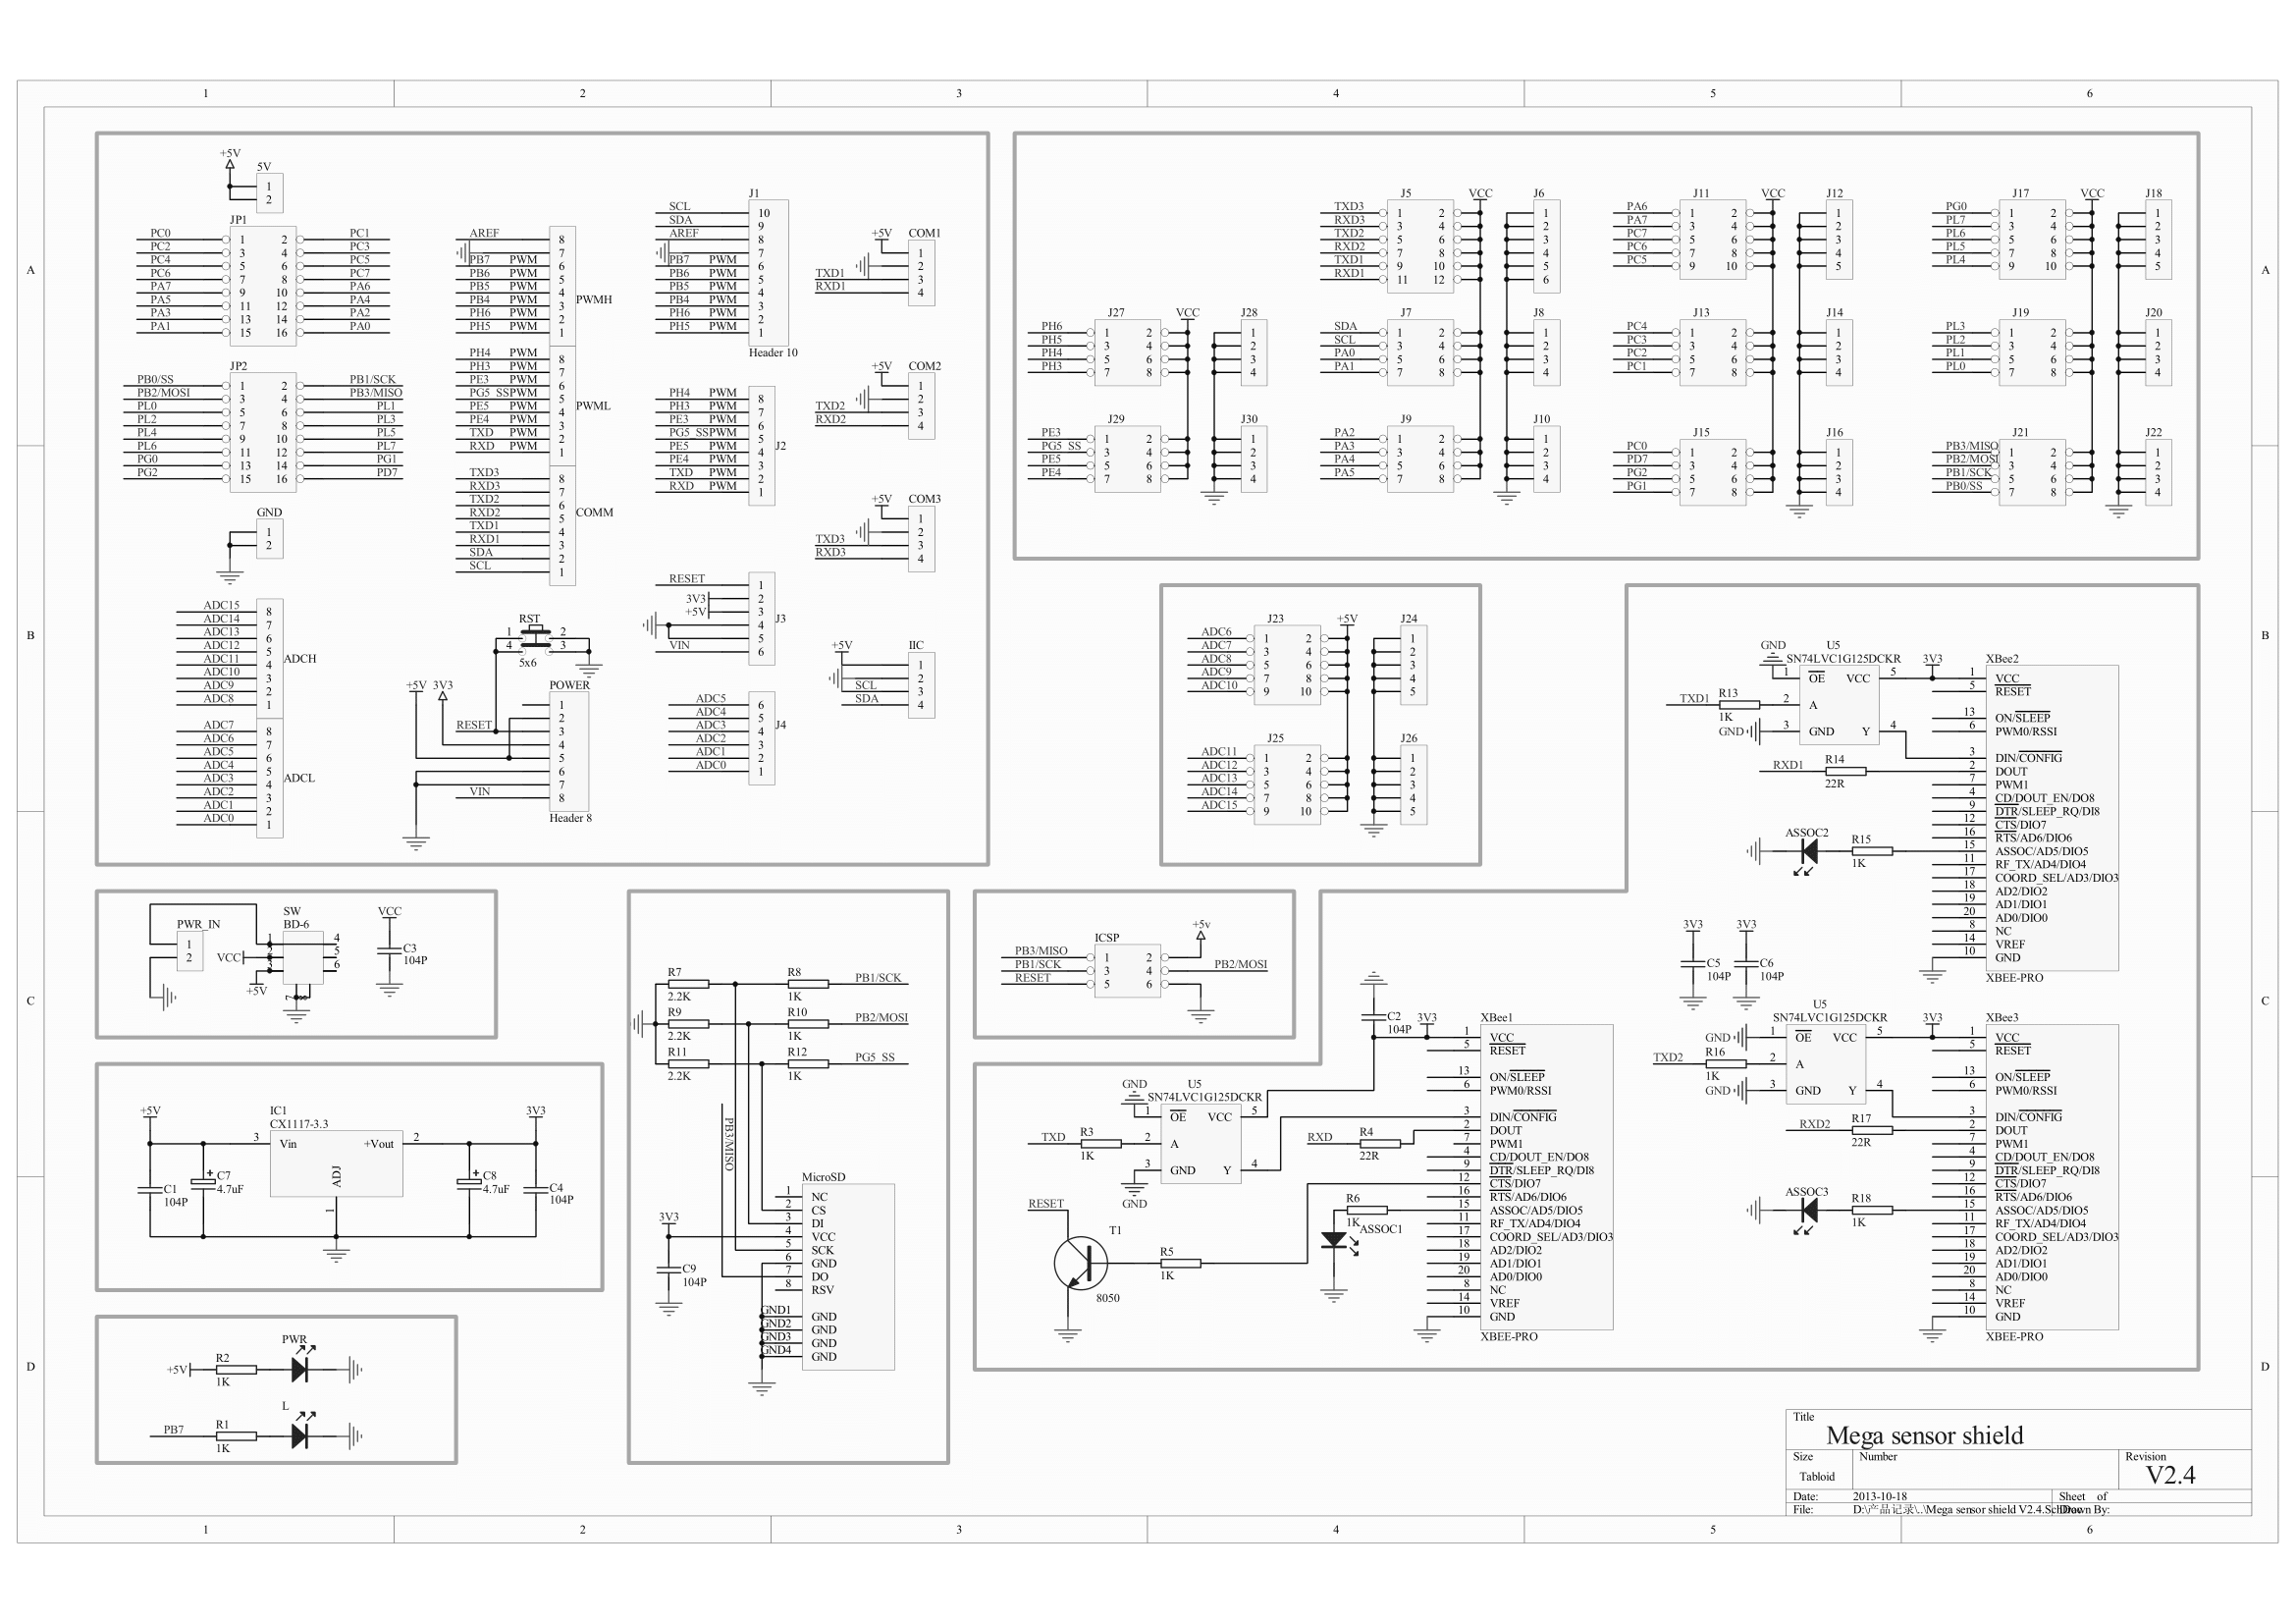 1 2 3 4 5 6
A
B
C
D
+5V
5V
1
2
JP1
PC0 1 2 PC1
PC2 3 4 PC3
PC4 5 6 PC5
PC6 7 8 PC7
PA7 9 10 PA6
PA5 11 12 PA4
PA3 13 14 PA2
PA1 15 16 PA0
JP2
PB0/SS 1 2 PB1/SCK
PB2/MOSI 3 4 PB3/MISO
PL0 5 6 PL1
PL2 7 8 PL3
PL4 9 10 PL5
PL6 11 12 PL7
PG0 13 14 PG1
PG2 15 16 PD7
GND
1
2
ADC15 8
ADC14 7
ADC13 6
ADC12 5
ADC11 4
ADC10 3
ADC9 2
ADC8 1
ADCH
ADC7 8
ADC6 7
ADC5 6
ADC4 5
ADC3 4
ADC2 3
ADC1 2
ADC0 1
ADCL
AREF 8
7
PB7 PWM 6
PB6 PWM 5
PB5 PWM 4
PB4 PWM 3
PH6 PWM 2
PH5 PWM 1
PWMH
PH4 PWM 8
PH3 PWM 7
PE3 PWM 6
PG5_SSPWM 5
PE5 PWM 4
PE4 PWM 3
TXD PWM 2
RXD PWM 1
PWML
TXD3 8
RXD3 7
TXD2 6
RXD2 5
TXD1 4
RXD1 3
SDA 2
SCL 1
COMM
RST
1 2
4 3
5x6
+5V 3V3
POWER
1
2
RESET 3
4
5
6
7
VIN 8
Header 8
J1
SCL 10
SDA 9
AREF 8
7
PB7 PWM 6
PB6 PWM 5
PB5 PWM 4
PB4 PWM 3
PH6 PWM 2
PH5 PWM 1
Header 10
PH4 PWM 8
PH3 PWM 7
PE3 PWM 6
PG5_SSPWM 5
PE5 PWM 4
PE4 PWM 3
TXD PWM 2
RXD PWM 1
J2
RESET 1
3V3 2
+5V 3
4
5
VIN 6
J3
ADC5 6
ADC4 5
ADC3 4
ADC2 3
ADC1 2
ADC0 1
J4
+5V COM1
1
2
TXD1 3
RXD1 4
+5V COM2
1
2
TXD2 3
RXD2 4
+5V COM3
1
2
TXD3 3
RXD3 4
+5V IIC
1
2
SCL 3
SDA 4
J27 VCC J28
PH6 1 2 1
PH5 3 4 2
PH4 5 6 3
PH3 7 8 4
J29 J30
PE3 1 2 1
PG5_SS 3 4 2
PE5 5 6 3
PE4 7 8 4
J5 VCC J6
TXD3 1 2 1
RXD3 3 4 2
TXD2 5 6 3
RXD2 7 8 4
TXD1 9 10 5
RXD1 11 12 6
J7 J8
SDA 1 2 1
SCL 3 4 2
PA0 5 6 3
PA1 7 8 4
J9 J10
PA2 1 2 1
PA3 3 4 2
PA4 5 6 3
PA5 7 8 4
J11 VCC J12
PA6 1 2 1
PA7 3 4 2
PC7 5 6 3
PC6 7 8 4
PC5 9 10 5
J13 J14
PC4 1 2 1
PC3 3 4 2
PC2 5 6 3
PC1 7 8 4
J15 J16
PC0 1 2 1
PD7 3 4 2
PG2 5 6 3
PG1 7 8 4
J17 VCC J18
PG0 1 2 1
PL7 3 4 2
PL6 5 6 3
PL5 7 8 4
PL4 9 10 5
J19 J20
PL3 1 2 1
PL2 3 4 2
PL1 5 6 3
PL0 7 8 4
J21 J22
PB3/MISO 1 2 1
PB2/MOSI 3 4 2
PB1/SCK 5 6 3
PB0/SS 7 8 4
J23 +5V J24
ADC6 1 2 1
ADC7 3 4 2
ADC8 5 6 3
ADC9 7 8 4
ADC10 9 10 5
J25 J26
ADC11 1 2 1
ADC12 3 4 2
ADC13 5 6 3
ADC14 7 8 4
ADC15 9 10 5
PWR_IN
1
2
SW
BD-6
1 4
VCC 2 5
3 6
+5V
7 8
VCC
C3
104P
+5V
IC1
CX1117-3.3
3 Vin +Vout 2
ADJ
1
3V3
C1
104P
C7
4.7uF
C8
4.7uF
C4
104P
PWR
+5V R2
1K
L
PB7 R1
1K
R7 R8 PB1/SCK
2.2K 1K
R9 R10 PB2/MOSI
2.2K 1K
R11 R12 PG5_SS
2.2K 1K
PB3/MISO
MicroSD
1 NC
2 CS
3 DI
4 VCC
5 SCK
6 GND
7 DO
8 RSV
GND1 GND
GND2 GND
GND3 GND
GND4 GND
3V3
C9
104P
ICSP
+5v
PB3/MISO 1 2
PB1/SCK 3 4 PB2/MOSI
RESET 5 6
C2
104P
3V3
GND
U5
SN74LVC1G125DCKR
1 OE VCC 5
TXD R3 2 A
1K
3 GND Y 4
GND
RXD R4
22R
RESET
T1
8050
R5
1K
R6
1K
ASSOC1
XBee1
1 VCC
5 RESET
13 ON/SLEEP
6 PWM0/RSSI
3 DIN/CONFIG
2 DOUT
7 PWM1
4 CD/DOUT_EN/DO8
9 DTR/SLEEP_RQ/DI8
12 CTS/DIO7
16 RTS/AD6/DIO6
15 ASSOC/AD5/DIO5
11 RF_TX/AD4/DIO4
17 COORD_SEL/AD3/DIO3
18 AD2/DIO2
19 AD1/DIO1
20 AD0/DIO0
8 NC
14 VREF
10 GND
XBEE-PRO
GND
U5
SN74LVC1G125DCKR
3V3
1 OE VCC 5
TXD1 R13 2 A
1K
GND 3 GND Y 4
RXD1 R14
22R
ASSOC2 R15
1K
XBee2
1 VCC
5 RESET
13 ON/SLEEP
6 PWM0/RSSI
3 DIN/CONFIG
2 DOUT
7 PWM1
4 CD/DOUT_EN/DO8
9 DTR/SLEEP_RQ/DI8
12 CTS/DIO7
16 RTS/AD6/DIO6
15 ASSOC/AD5/DIO5
11 RF_TX/AD4/DIO4
17 COORD_SEL/AD3/DIO3
18 AD2/DIO2
19 AD1/DIO1
20 AD0/DIO0
8 NC
14 VREF
10 GND
XBEE-PRO
3V3 3V3
C5
104P
C6
104P
U5
SN74LVC1G125DCKR
3V3
GND 1 OE VCC 5
TXD2 R16 2 A
1K
GND 3 GND Y 4
RXD2 R17
22R
ASSOC3 R18
1K
XBee3
1 VCC
5 RESET
13 ON/SLEEP
6 PWM0/RSSI
3 DIN/CONFIG
2 DOUT
7 PWM1
4 CD/DOUT_EN/DO8
9 DTR/SLEEP_RQ/DI8
12 CTS/DIO7
16 RTS/AD6/DIO6
15 ASSOC/AD5/DIO5
11 RF_TX/AD4/DIO4
17 COORD_SEL/AD3/DIO3
18 AD2/DIO2
19 AD1/DIO1
20 AD0/DIO0
8 NC
14 VREF
10 GND
XBEE-PRO
Title
Mega sensor shield
Size Number Revision
Tabloid V2.4
Date: 2013-10-18 Sheet of
File: D:\产品记录\..\Mega sensor shield V2.4.SchDoc Drawn By:
1 2 3 4 5 6
A
B
C
D